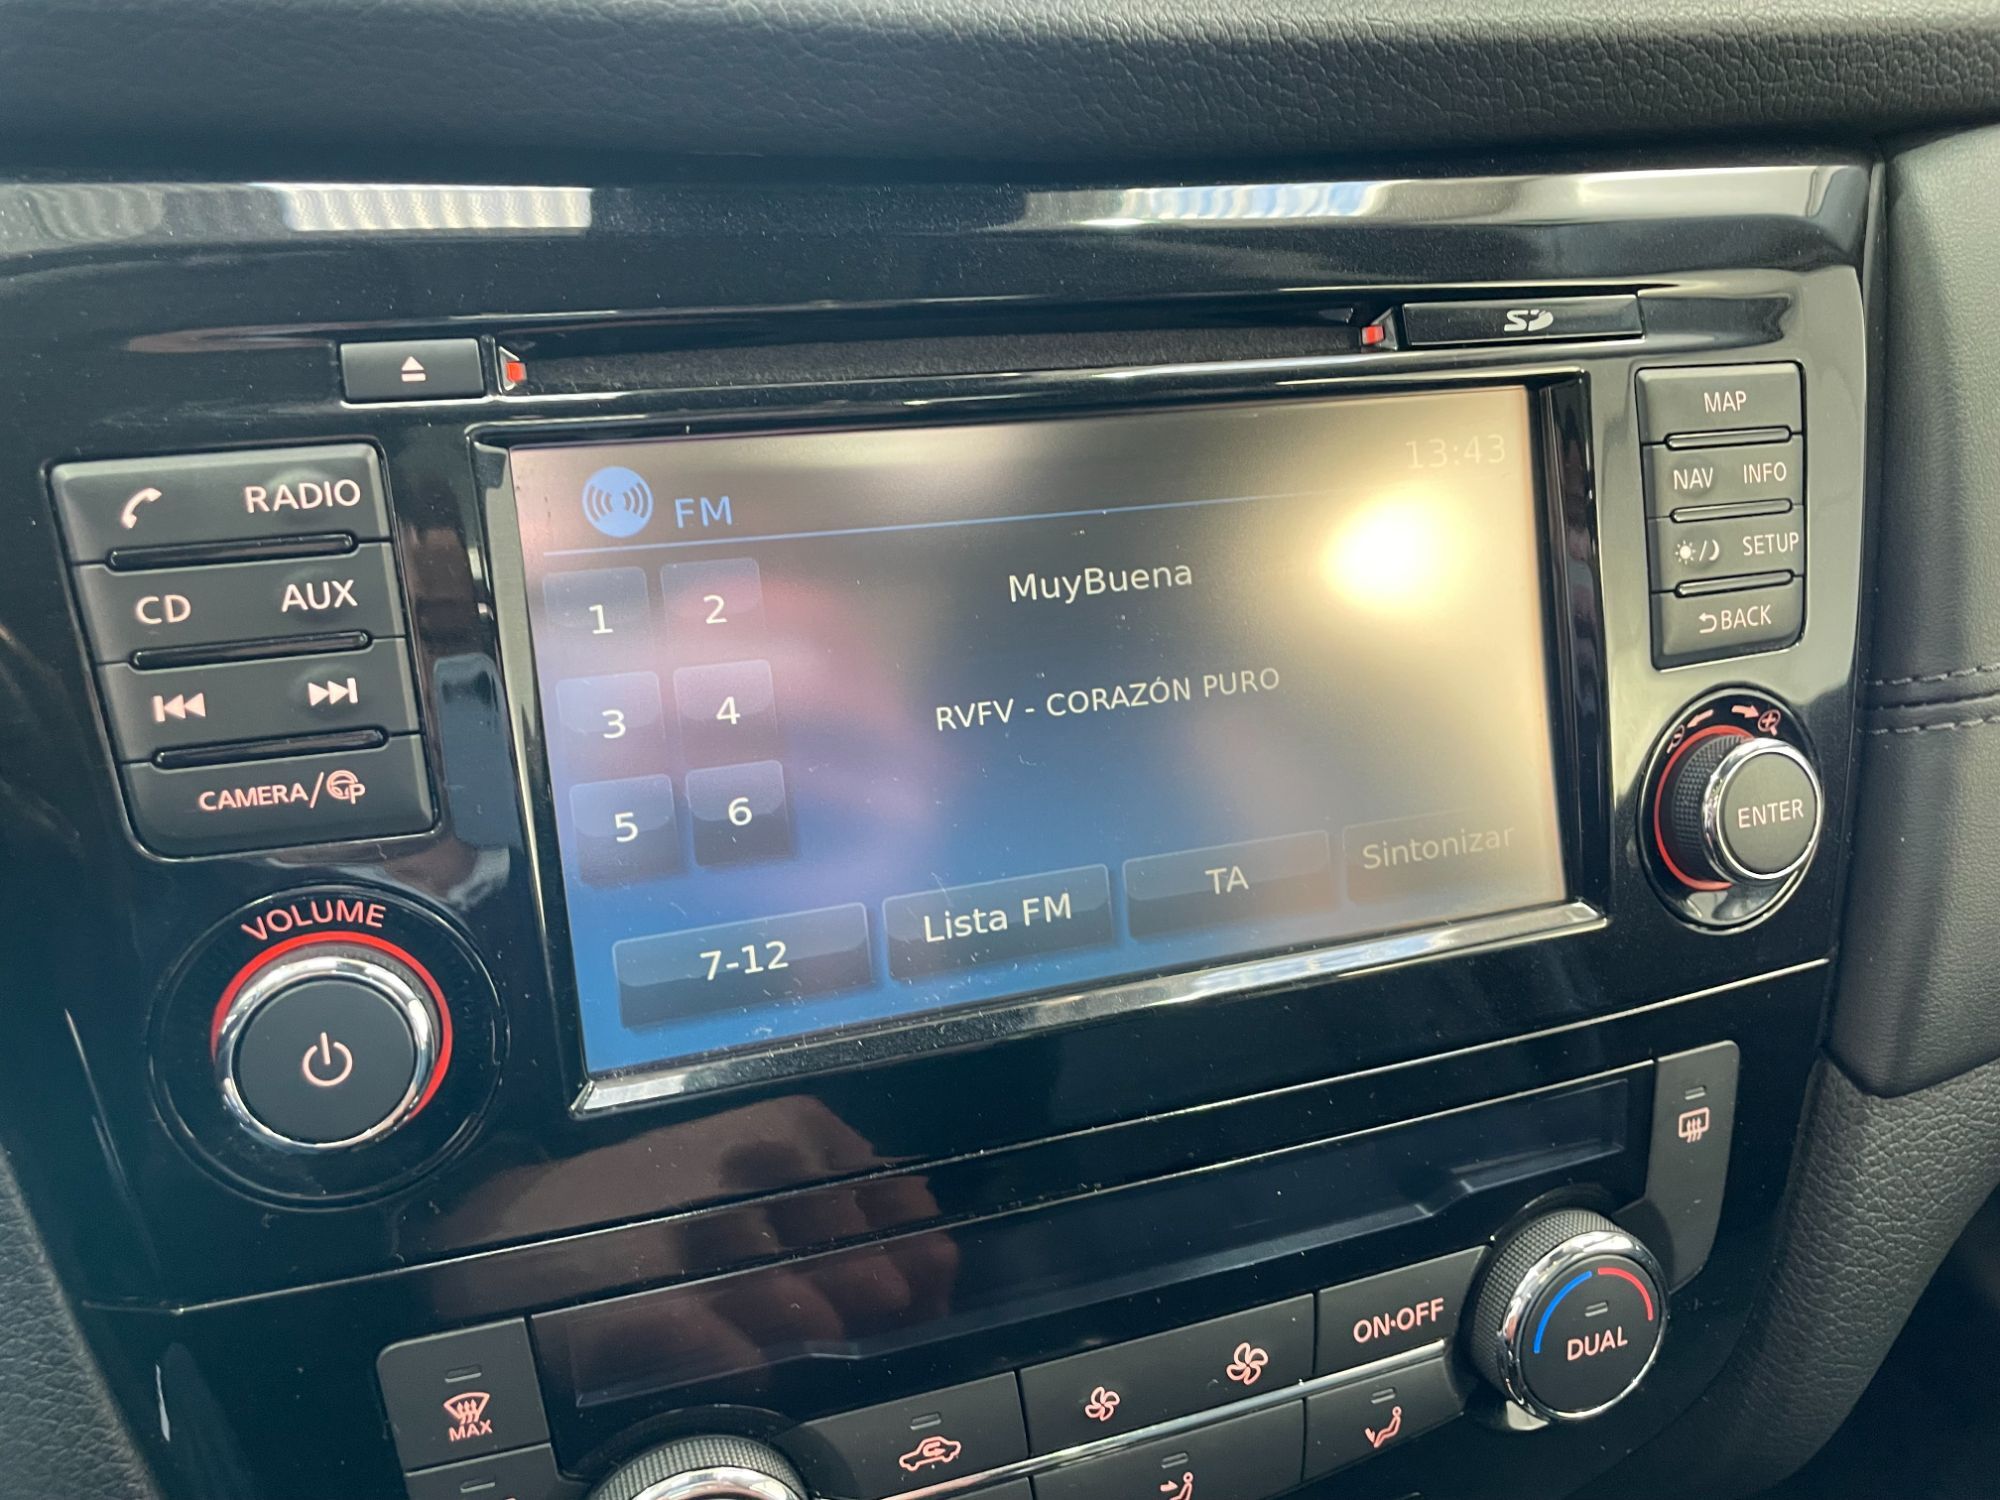 SD
MAP
NAV INFO
SETUP
BACK
ENTER
RADIO
CD AUX
CAMERA/ P
VOLUME
FM 13:43
MuyBuena
RVFV - CORAZÓN PURO
1 2
3 4
5 6
7-12 Lista FM TA Sintonizar
MAX
ON·OFF
DUAL